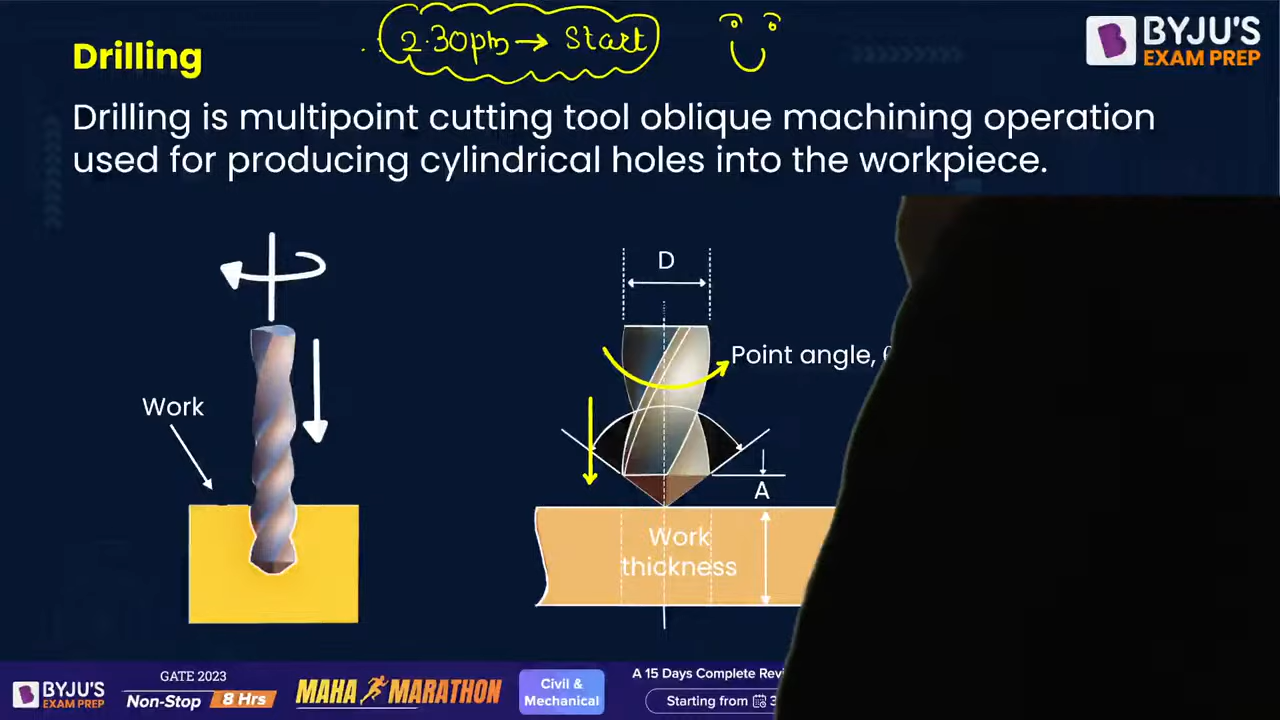 2.30pm → Start
BYJU'S
EXAM PREP
Drilling
Drilling is multipoint cutting tool oblique machining operation
used for producing cylindrical holes into the workpiece.
D
Point angle,
Work
A
Work
thickness
BYJU'S
EXAM PREP
GATE 2023
Non-Stop 8 Hrs
MAHA MARATHON
Civil &
Mechanical
A 15 Days Complete
Starting from